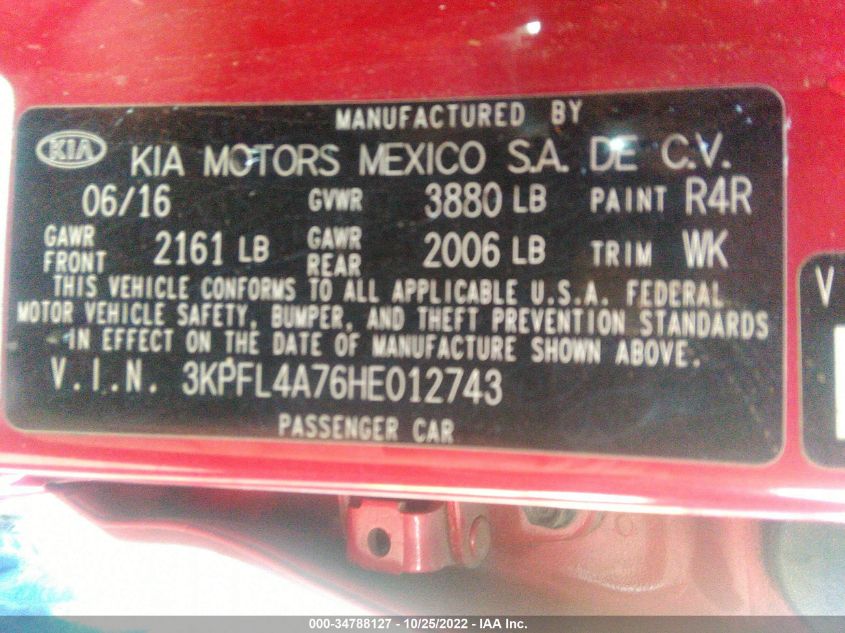 MANUFACTURED BY
KIA KIA MOTORS MEXICO S.A. DE C.V.
06/16 GVWR 3880 LB PAINT R4R
GAWR FRONT 2161 LB GAWR REAR 2006 LB TRIM WK
THIS VEHICLE CONFORMS TO ALL APPLICABLE U.S.A. FEDERAL
MOTOR VEHICLE SAFETY, BUMPER, AND THEFT PREVENTION STANDARDS
IN EFFECT ON THE DATE OF MANUFACTURE SHOWN ABOVE.
V.I.N. 3KPFL4A76HE012743
PASSENGER CAR
V
000-34788127 - 10/25/2022 - IAA Inc.